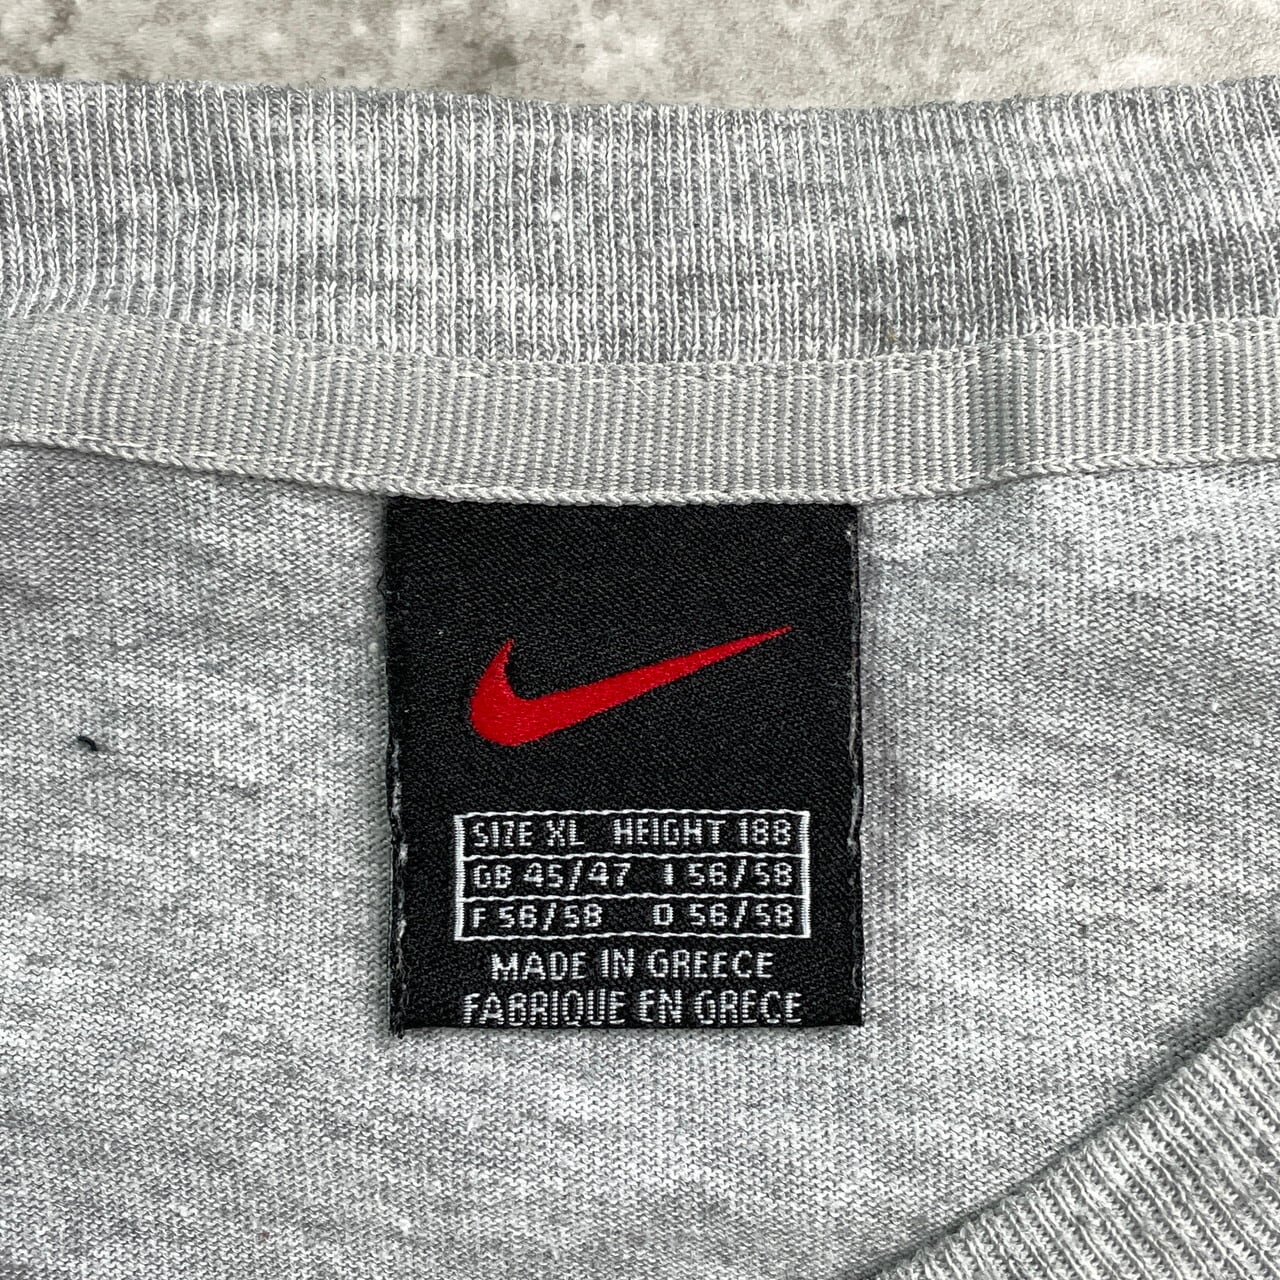 SIZE XL HEIGHT 188
GB 45/47 I 56/58
F 56/58 D 56/58
MADE IN GREECE
FABRIQUE EN GRECE